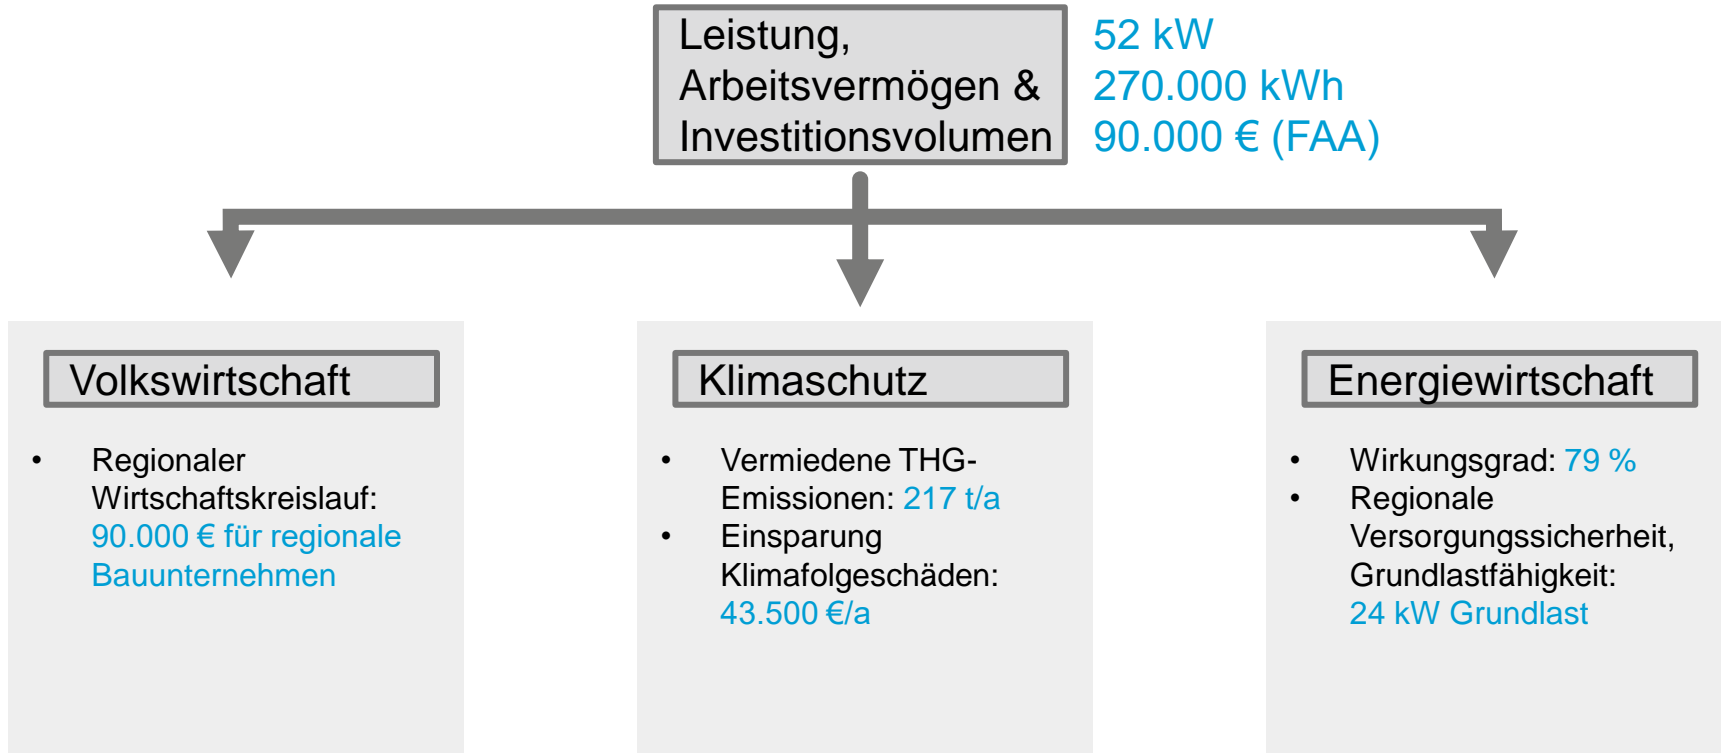 Leistung,
Arbeitsvermögen &
Investitionsvolumen
52 kW
270.000 kWh
90.000 € (FAA)
Volkswirtschaft
• Regionaler
Wirtschaftskreislauf:
90.000 € für regionale
Bauunternehmen
Klimaschutz
• Vermiedene THG-
Emissionen: 217 t/a
• Einsparung
Klimafolgeschäden:
43.500 €/a
Energiewirtschaft
• Wirkungsgrad: 79 %
• Regionale
Versorgungssicherheit,
Grundlastfähigkeit:
24 kW Grundlast